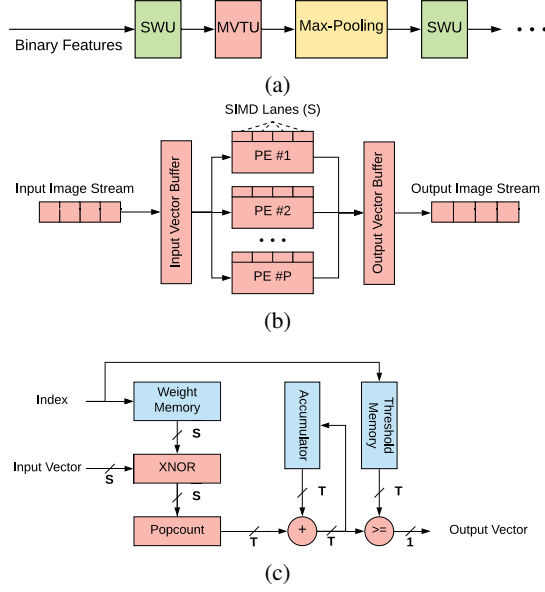 Binary Features
SWU
MVTU
Max-Pooling
SWU
(a)
SIMD Lanes (S)
PE #1
Input Image Stream
Input Vector Buffer
PE #2
Output Vector Buffer
Output Image Stream
PE #P
(b)
Index
Weight
Memory
Accumulator
Threshold
Memory
S
Input Vector
S
XNOR
S
T
T
Popcount
T
+
T
>=
1
Output Vector
(c)